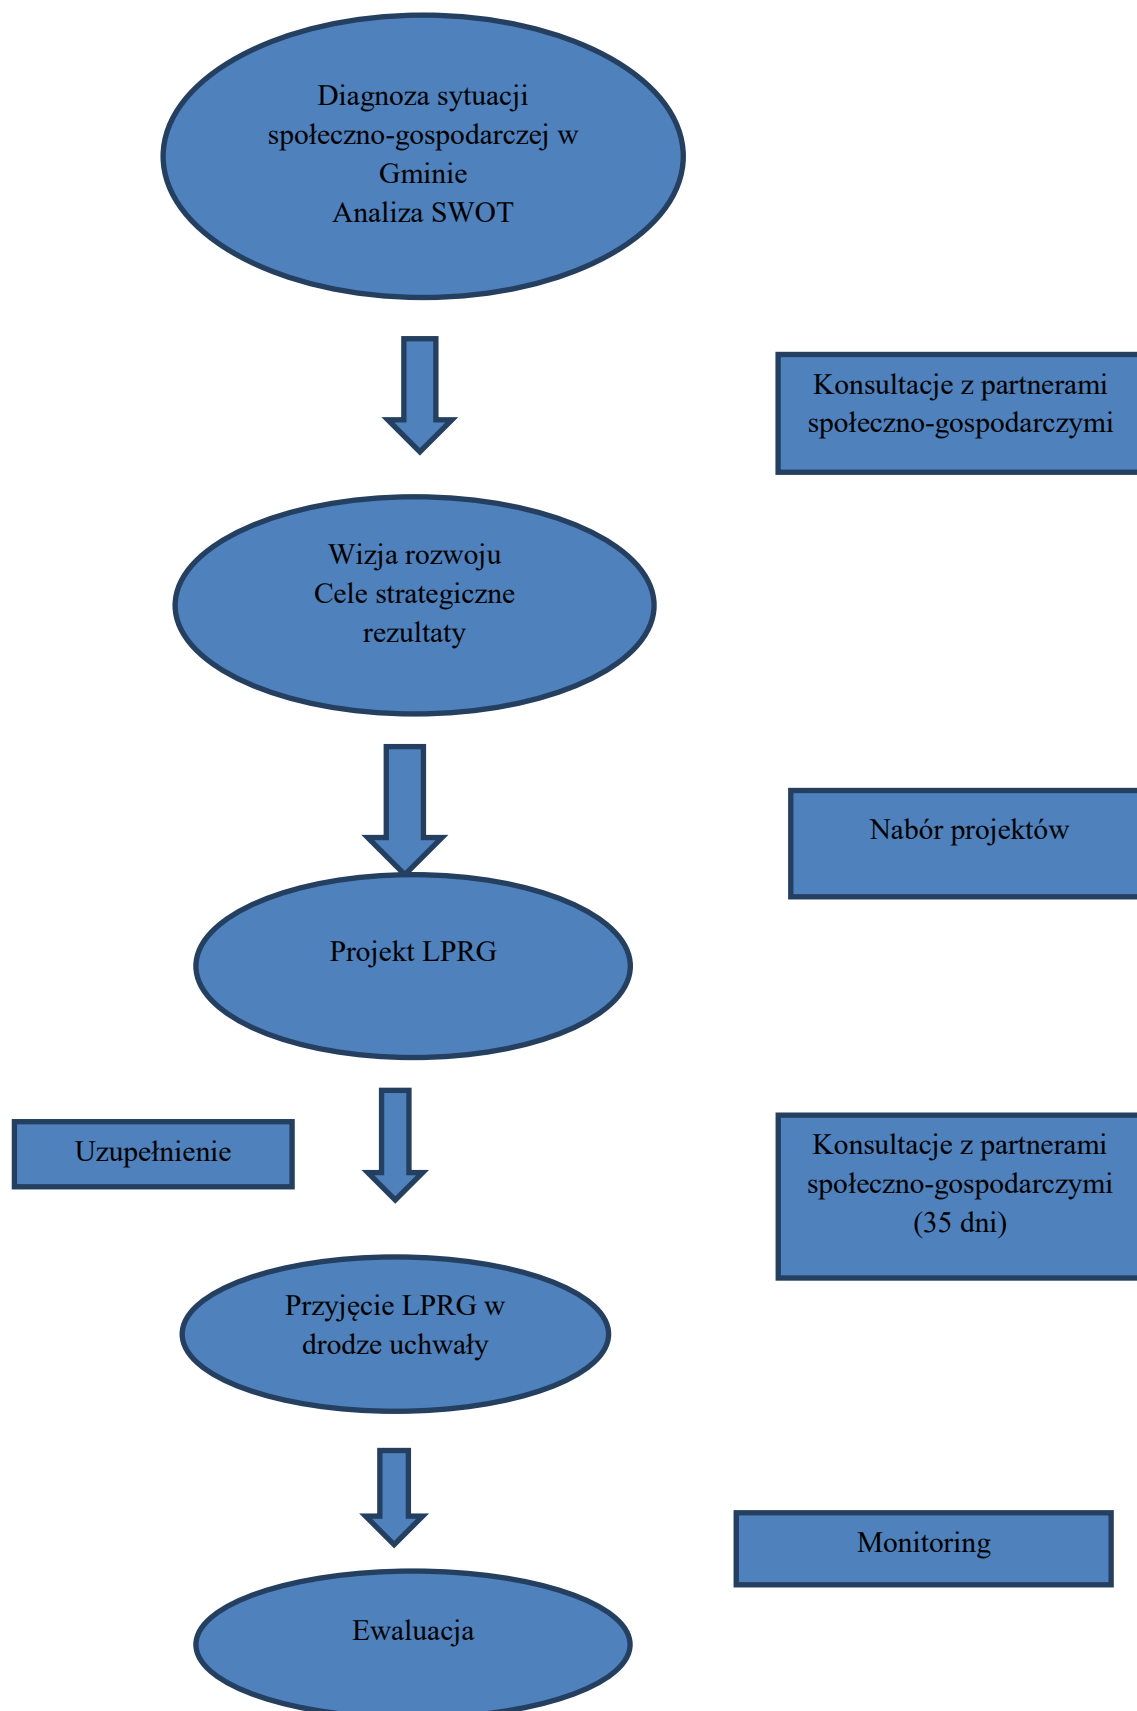 Diagnoza sytuacji
społeczno-gospodarczej w
Gminie
Analiza SWOT
Konsultacje z partnerami
społeczno-gospodarczymi
Wizja rozwoju
Cele strategiczne
rezultaty
Nabór projektów
Projekt LPRG
Uzupełnienie
Konsultacje z partnerami
społeczno-gospodarczymi
(35 dni)
Przyjęcie LPRG w
drodze uchwały
Monitoring
Ewaluacja